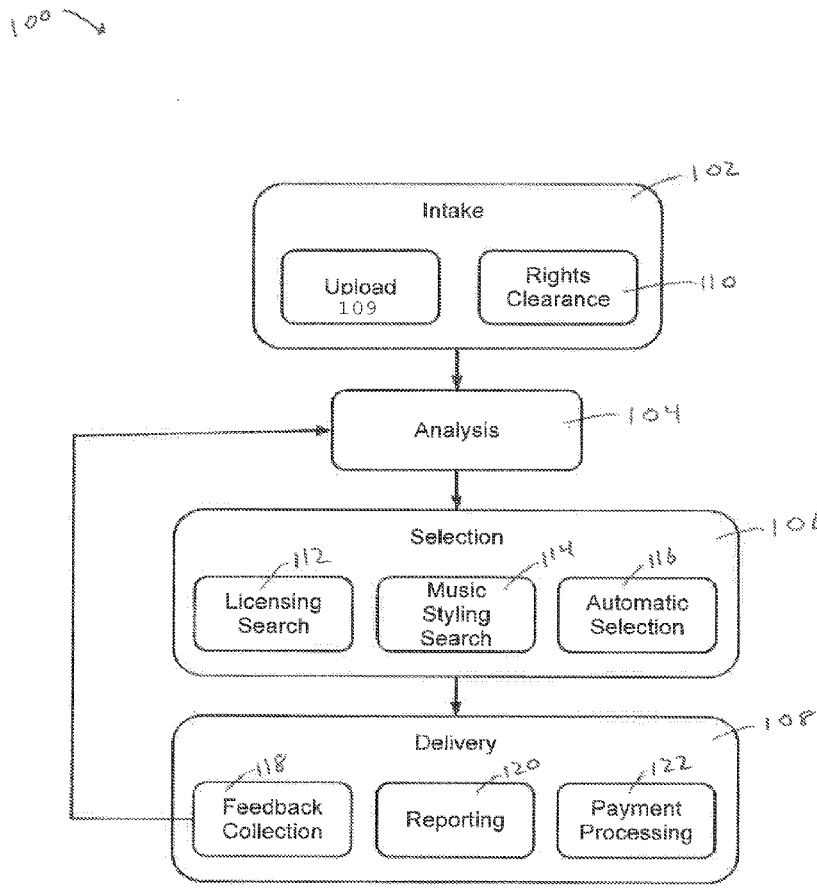 100
102
Intake
Upload
109
Rights
Clearance
110
Analysis
104
Selection
106
112
Licensing
Search
114
Music
Styling
Search
116
Automatic
Selection
Delivery
108
118
Feedback
Collection
120
Reporting
122
Payment
Processing